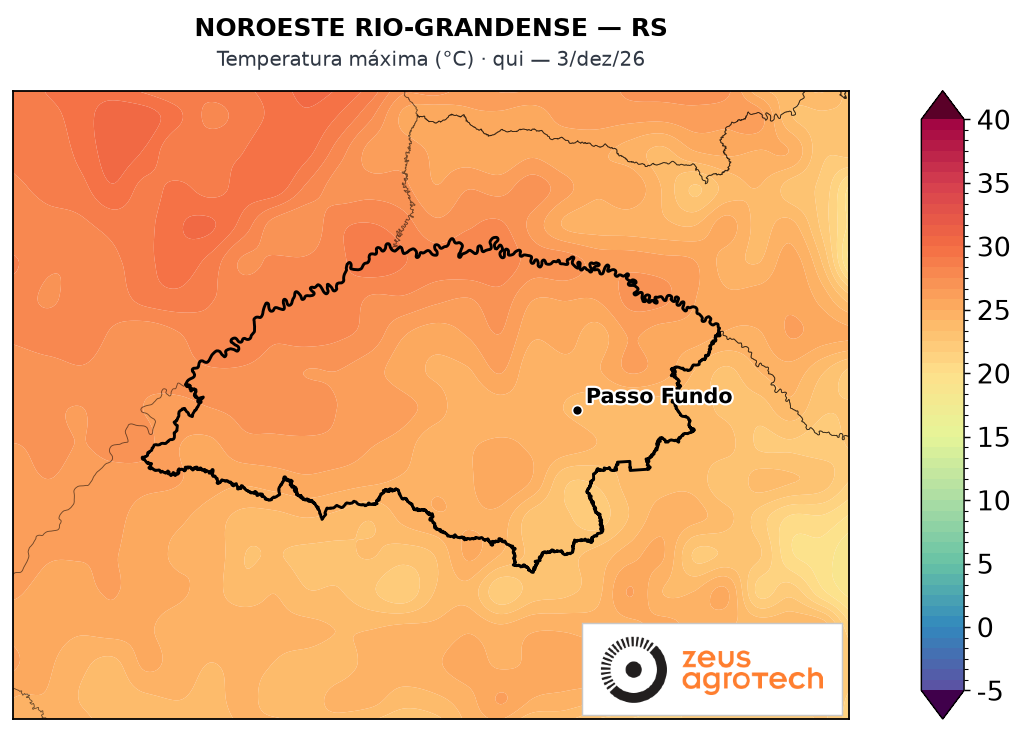 NOROESTE RIO-GRANDENSE — RS
Temperatura máxima (°C) · qui — 3/dez/26
40
35
30
25
20
15
10
5
0
-5
Passo Fundo
zeus
agrotech